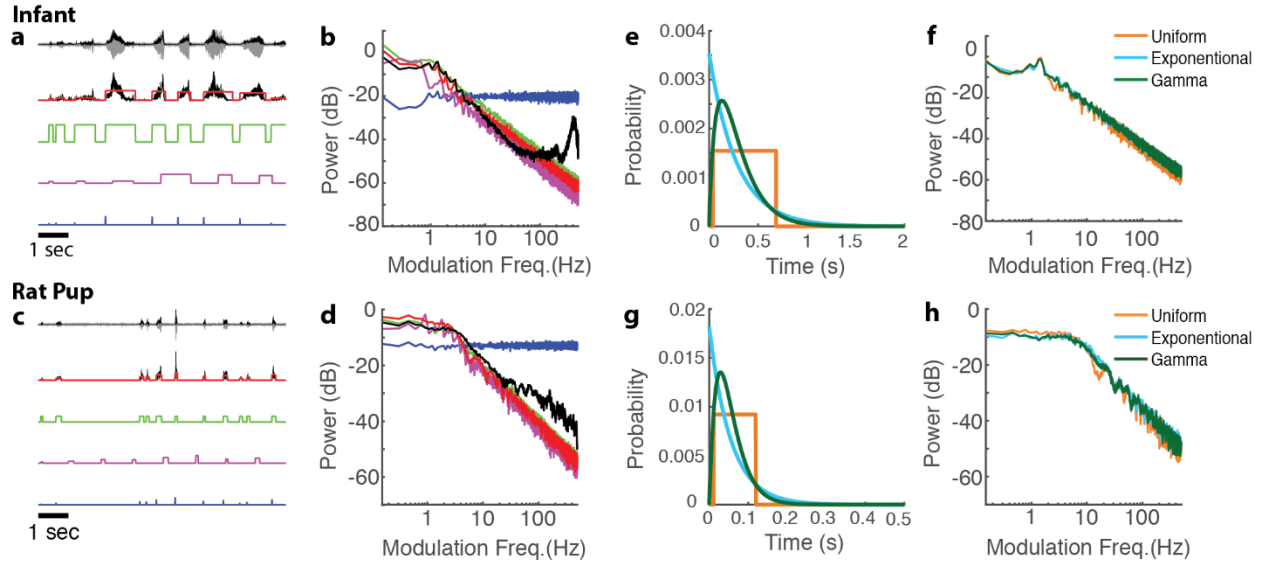 Infant
a
1 sec
b
0
-20
-40
-60
-80
Power (dB)
1 10 100
Modulation Freq.(Hz)
e
0.004
0.003
0.002
0.001
0
Probability
0 0.5 1 1.5 2
Time (s)
f
Uniform
Exponentional
Gamma
0
-20
-40
-60
-80
Power (dB)
1 10 100
Modulation Freq.(Hz)
Rat Pup
c
1 sec
d
0
-20
-40
-60
Power (dB)
1 10 100
Modulation Freq.(Hz)
g
0.02
0.015
0.01
0.005
0
Probability
0 0.1 0.2 0.3 0.4 0.5
Time (s)
h
Uniform
Exponentional
Gamma
0
-20
-40
-60
Power (dB)
1 10 100
Modulation Freq.(Hz)